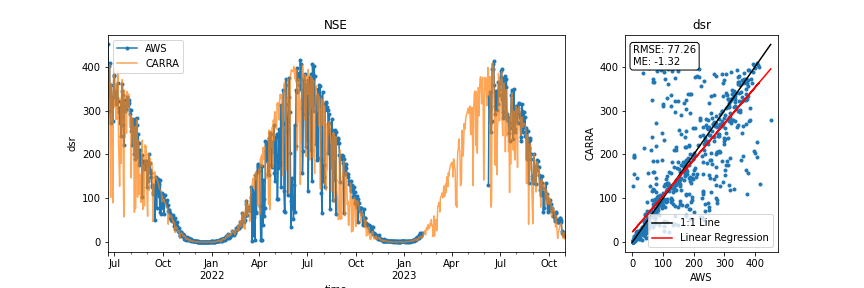 NSE
AWS
CARRA
dsr
400
300
200
100
0
Jul
Oct
Jan
2022
Apr
Jul
Oct
Jan
2023
Apr
Jul
Oct
time
dsr
RMSE: 77.26
ME: -1.32
CARRA
400
300
200
100
0
1:1 Line
Linear Regression
0
100
200
300
400
AWS